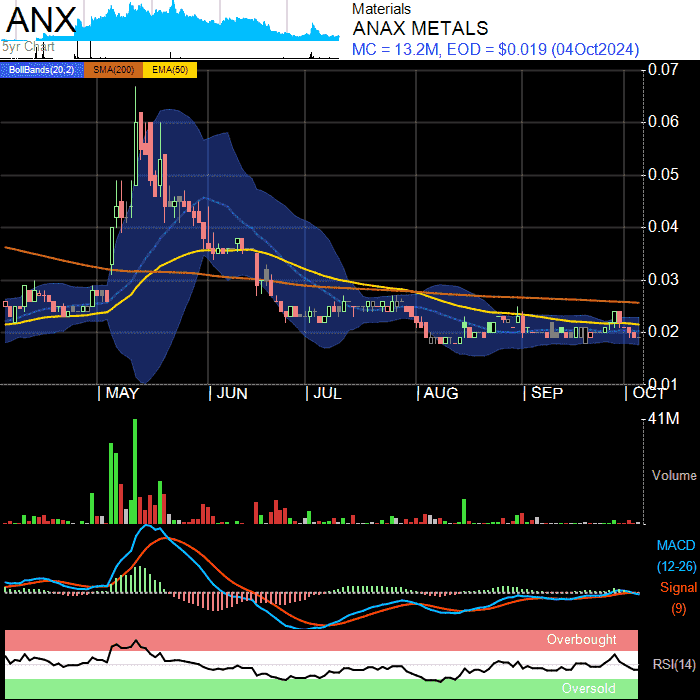 ANX
5yr Chart
Materials
ANAX METALS
MC = 13.2M, EOD = $0.019 (04Oct2024)
BollBands(20,2) SMA(200) EMA(50)
0.07
0.06
0.05
0.04
0.03
0.02
0.01
MAY JUN JUL AUG SEP OCT
41M
Volume
MACD
(12-26)
Signal
(9)
Overbought
RSI(14)
Oversold